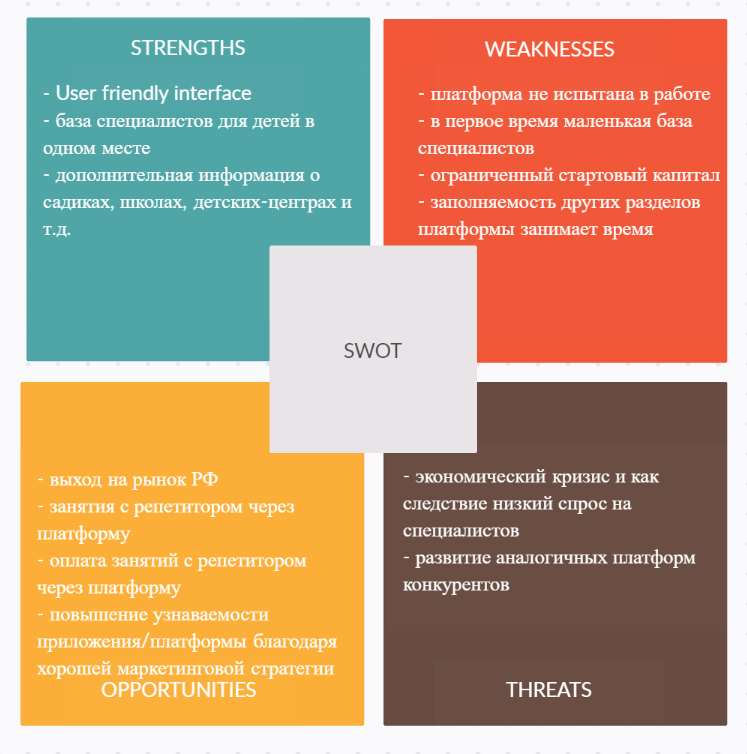 STRENGTHS
- User friendly interface
- база специалистов для детей в
одном месте
- дополнительная информация о
садиках, школах, детских-центрах и
т.д.
WEAKNESSES
- платформа не испытана в работе
- в первое время маленькая база
специалистов
- ограниченный стартовый капитал
- заполняемость других разделов
платформы занимает время
SWOT
- выход на рынок РФ
- занятия с репетитором через
платформу
- оплата занятий с репетитором
через платформу
- повышение узнаваемости
приложения/платформы благодаря
хорошей маркетинговой стратегии
OPPORTUNITIES
- экономический кризис и как
следствие низкий спрос на
специалистов
- развитие аналогичных платформ
конкурентов
THREATS